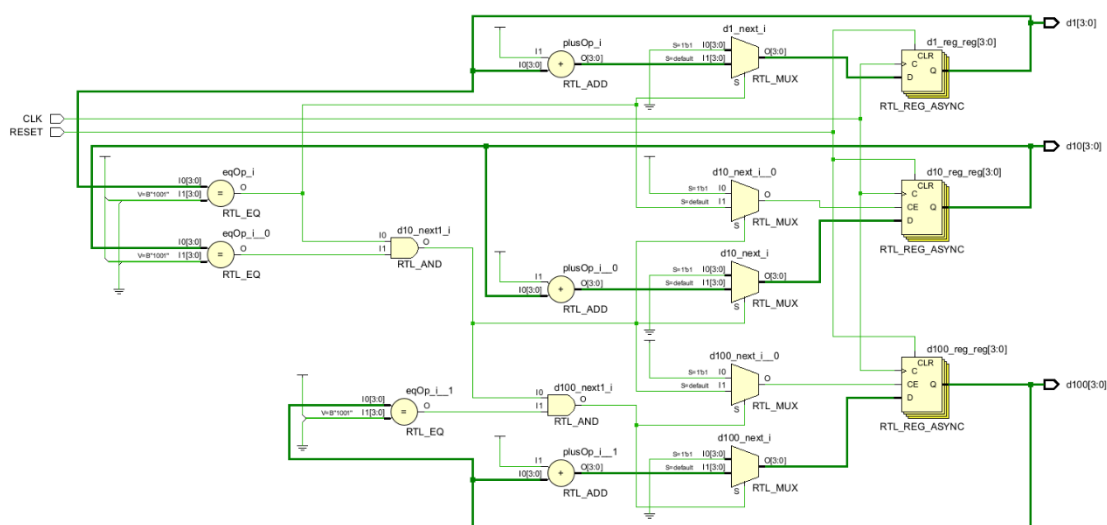 d1[3:0]
d1_next_i
d1_reg_reg[3:0]
plusOp_i
S=1'b1 I0[3:0]
S=default I1[3:0]
O[3:0]
S
RTL_MUX
I1
I0[3:0]
+
O[3:0]
RTL_ADD
CLR
C
D
Q
RTL_REG_ASYNC
CLK
RESET
d10[3:0]
eqOp_i
I0[3:0]
V=B"1001" I1[3:0]
=
O
RTL_EQ
d10_next_i__0
S=1'b1 I0
S=default I1
O
S
RTL_MUX
d10_reg_reg[3:0]
CLR
C
CE
D
Q
RTL_REG_ASYNC
eqOp_i__0
I0[3:0]
V=B"1001" I1[3:0]
=
O
RTL_EQ
d10_next1_i
I0
I1
O
RTL_AND
d10_next_i
S=1'b1 I0[3:0]
S=default I1[3:0]
O[3:0]
S
RTL_MUX
plusOp_i__0
I1
I0[3:0]
+
O[3:0]
RTL_ADD
d100_next_i__0
S=1'b1 I0
S=default I1
O
S
RTL_MUX
d100_reg_reg[3:0]
CLR
C
CE
D
Q
RTL_REG_ASYNC
d100[3:0]
eqOp_i__1
I0[3:0]
V=B"1001" I1[3:0]
=
O
RTL_EQ
d100_next1_i
I0
I1
O
RTL_AND
d100_next_i
S=1'b1 I0[3:0]
S=default I1[3:0]
O[3:0]
S
RTL_MUX
plusOp_i__1
I1
I0[3:0]
+
O[3:0]
RTL_ADD